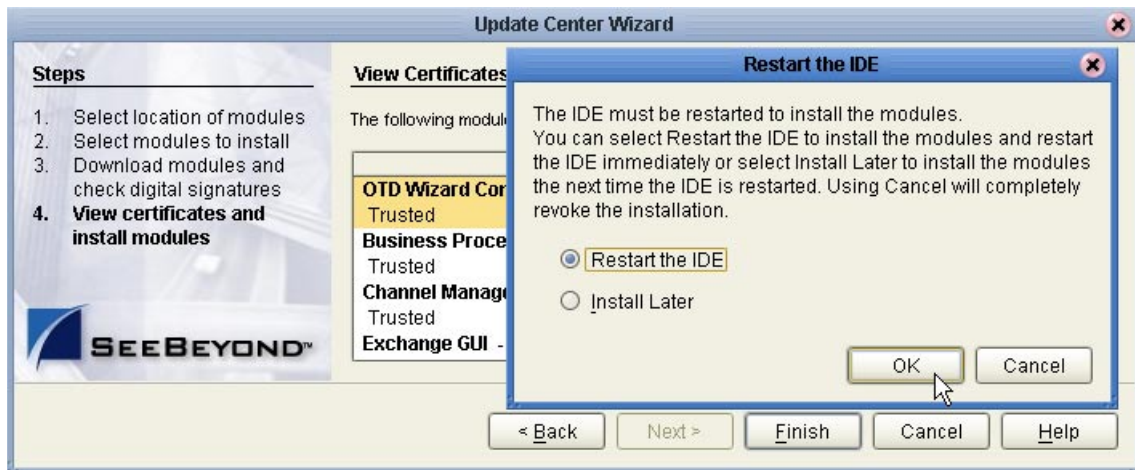 Update Center Wizard
Steps
1. Select location of modules
2. Select modules to install
3. Download modules and
check digital signatures
4. View certificates and
install modules
SEEBEYOND™
View Certificates
The following
OTD Wizard
Trusted
Business
Trusted
Channel
Trusted
Exchange GUI -
Restart the IDE
The IDE must be restarted to install the modules.
You can select Restart the IDE to install the modules and restart
the IDE immediately or select Install Later to install the modules
the next time the IDE is restarted. Using Cancel will completely
revoke the installation.
Restart the IDE
Install Later
OK Cancel
< Back Next > Finish Cancel Help